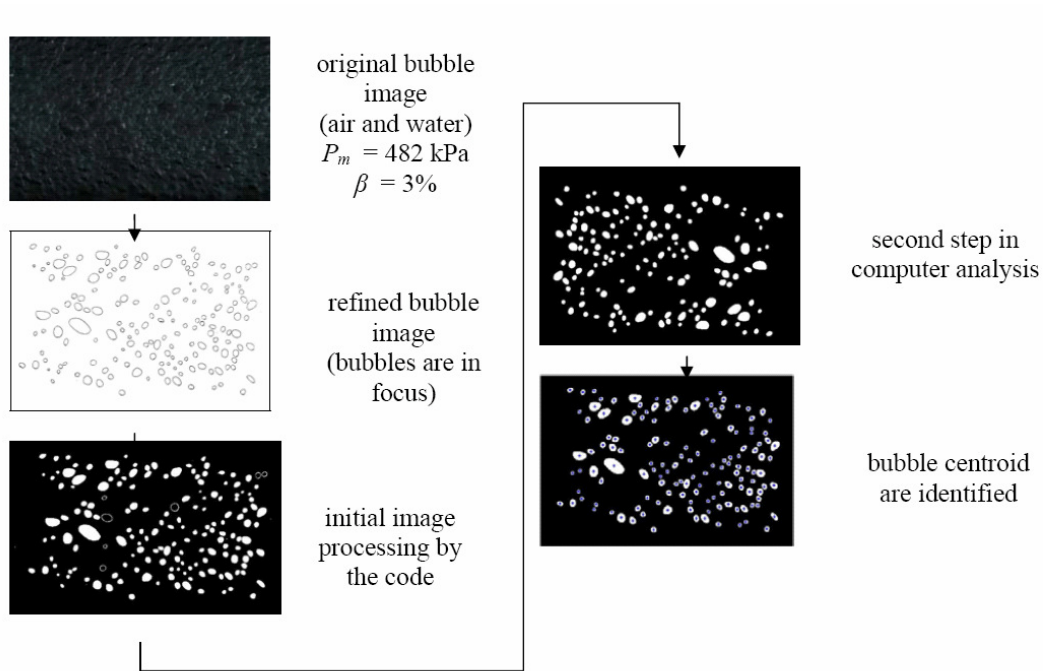 original bubble
image
(air and water)
P_m = 482 kPa
β = 3%
refined bubble
image
(bubbles are in
focus)
initial image
processing by
the code
second step in
computer analysis
bubble centroid
are identified